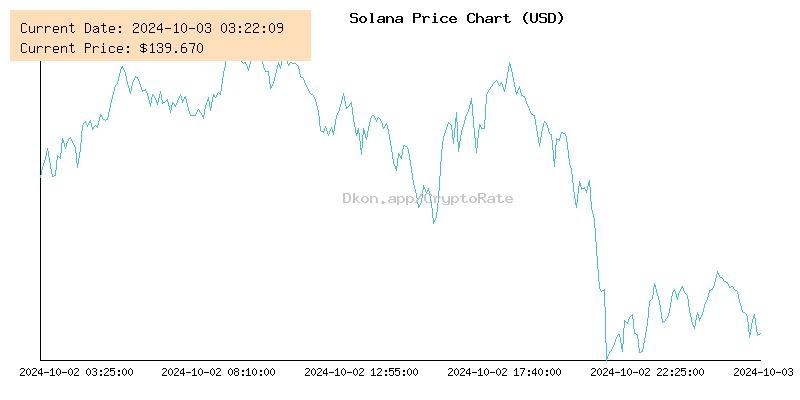 Solana Price Chart (USD)
Current Date: 2024-10-03 03:22:09
Current Price: $139.670
Dkon.app/CryptoRate
2024-10-02 03:25:00 2024-10-02 08:10:00 2024-10-02 12:55:00 2024-10-02 17:40:00 2024-10-02 22:25:00 2024-10-03